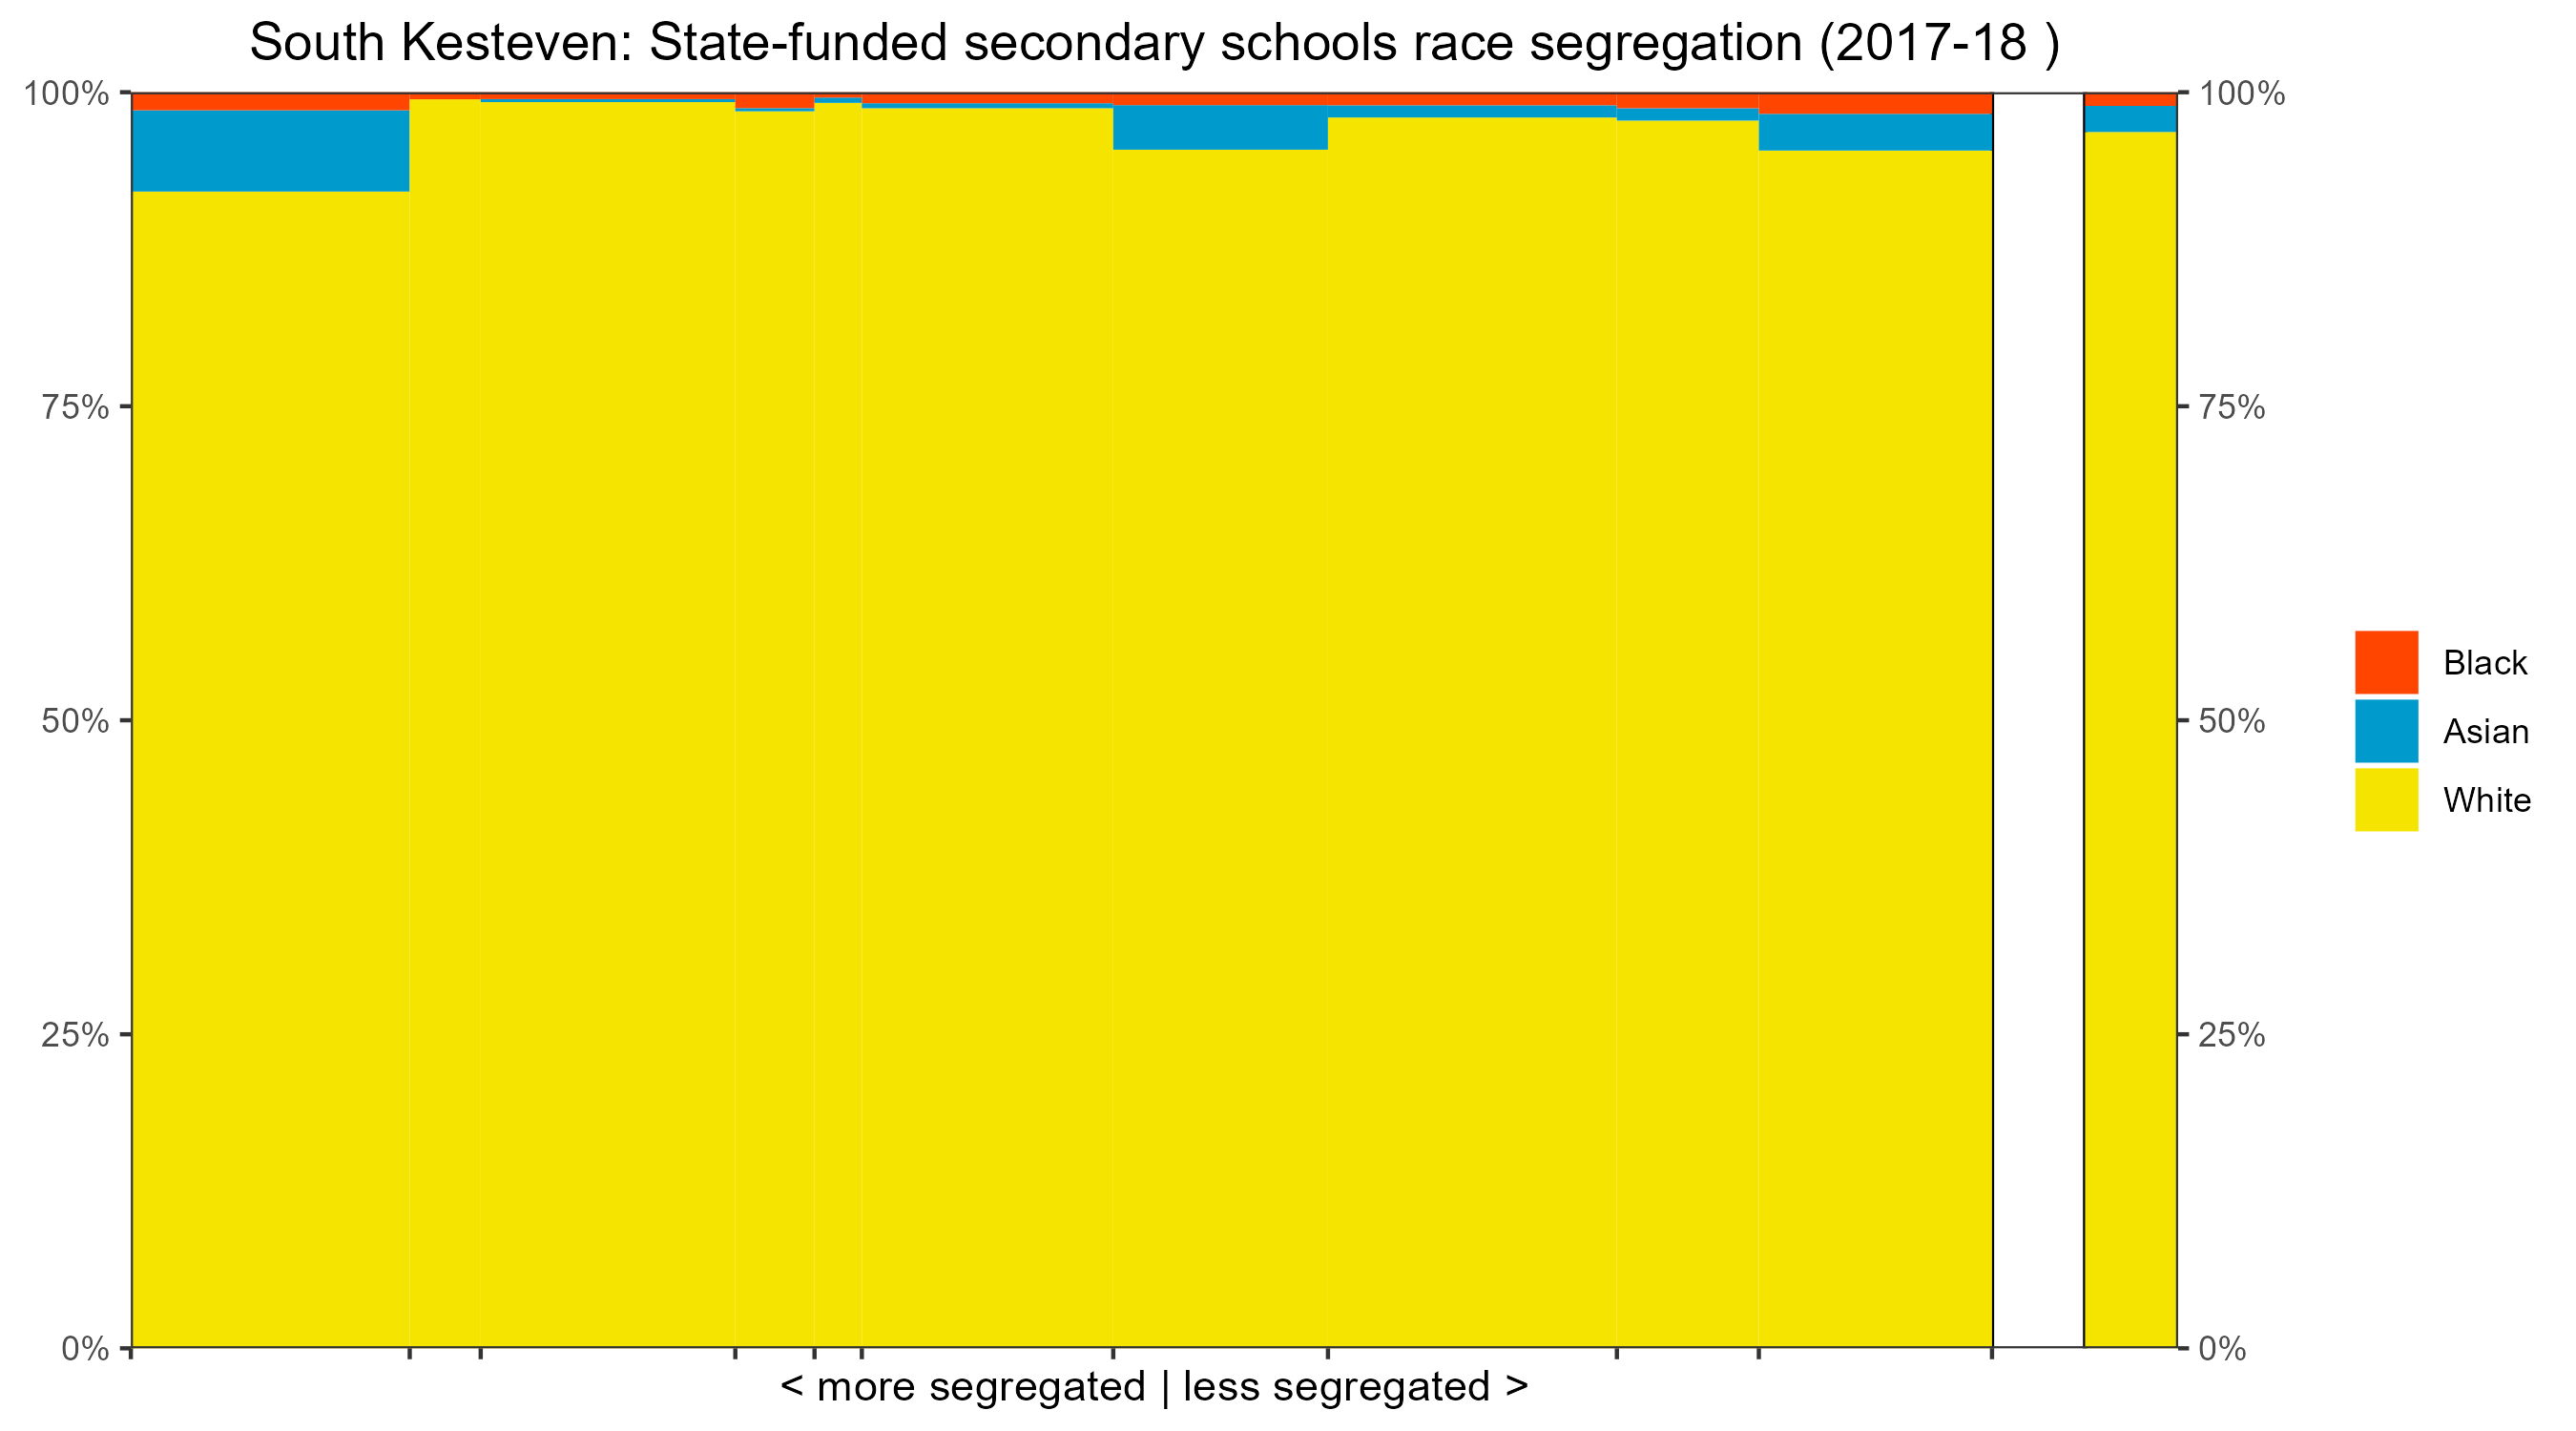 South Kesteven: State-funded secondary schools race segregation (2017-18 )
100%
100%
75%
75%
50%
50%
25%
25%
0%
0%
Black
Asian
White
< more segregated | less segregated >